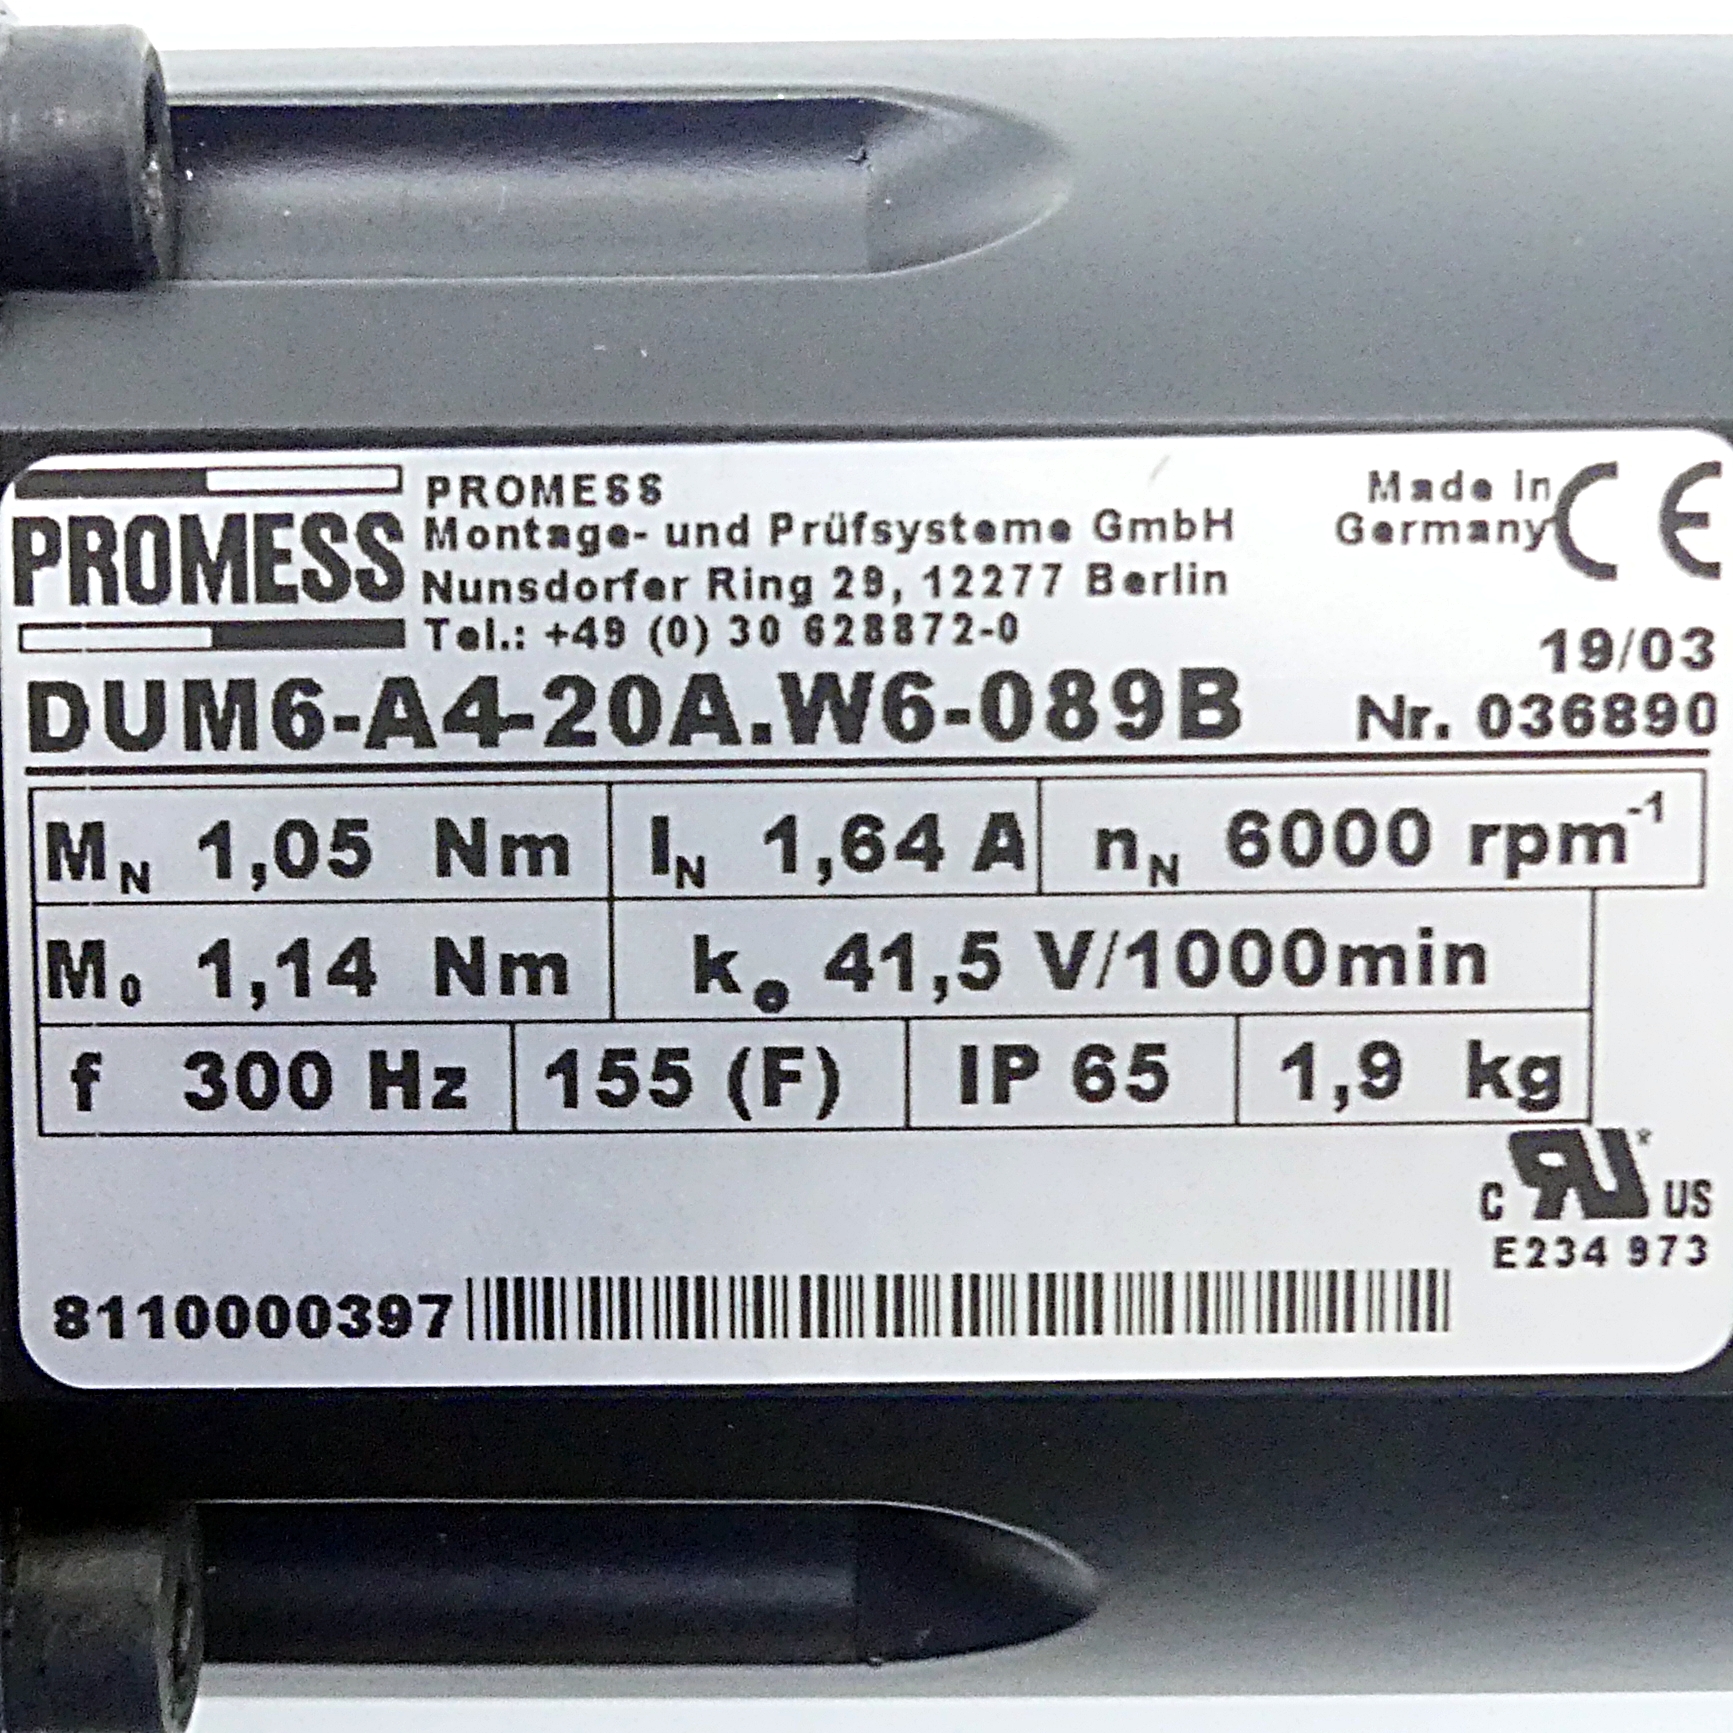 PROMESS
PROMESS
Montage- und Prüfsysteme GmbH
Nunsdorfer Ring 29, 12277 Berlin
Tel.: +49 (0) 30 628872-0
Made in
Germany
CE
19/03
DUM6-A4-20A.W6-089B
Nr. 036890
MN 1,05 Nm IN 1,64 A nN 6000 rpm-1
M0 1,14 Nm ke 41,5 V/1000min
f 300 Hz 155 (F) IP 65 1,9 kg
C RU US
E234 973
8110000397